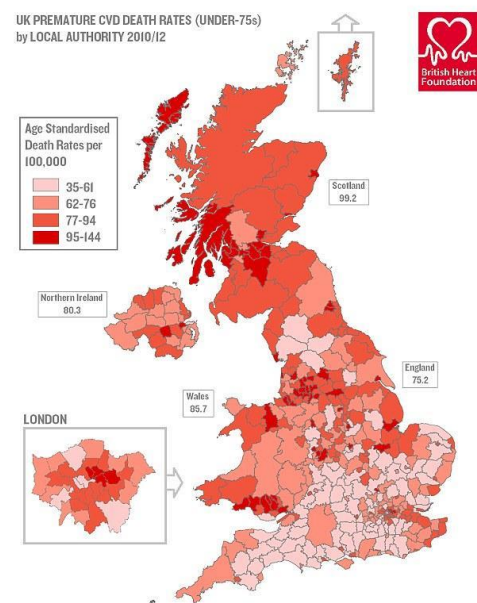 UK PREMATURE CVD DEATH RATES (UNDER-75s)
by LOCAL AUTHORITY 2010/12
British Heart
Foundation
Age Standardised
Death Rates per
100,000
35-61
62-76
77-94
95-144
Scotland
99.2
Northern Ireland
80.3
England
75.2
Wales
85.7
LONDON